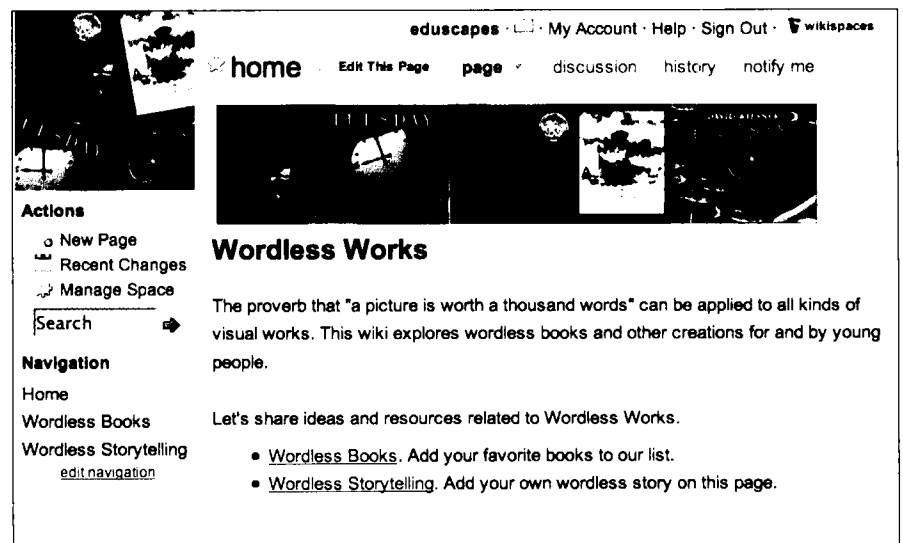 eduscapes · My Account · Help · Sign Out · wikispaces
home Edit This Page page discussion history notify me
TUESDAY
DAVID WIESNER
Actions
New Page
Recent Changes
Manage Space
Search
Navigation
Home
Wordless Books
Wordless Storytelling
edit navigation
Wordless Works
The proverb that "a picture is worth a thousand words" can be applied to all kinds of
visual works. This wiki explores wordless books and other creations for and by young
people.
Let's share ideas and resources related to Wordless Works.
• Wordless Books. Add your favorite books to our list.
• Wordless Storytelling. Add your own wordless story on this page.